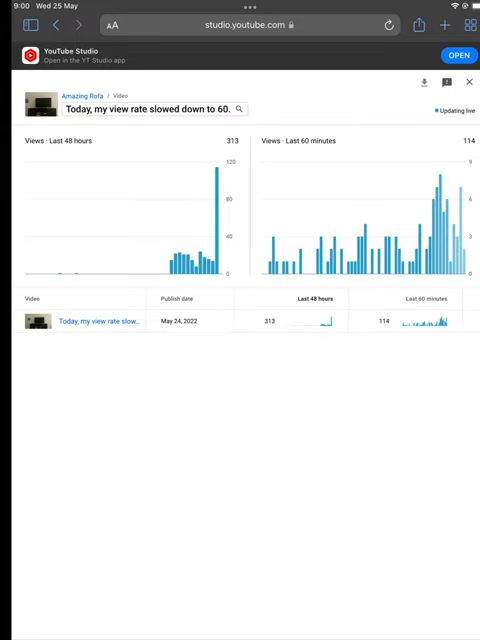 9:00 Wed 25 May
AA studio.youtube.com
YouTube Studio
Open in the YT Studio app
OPEN
Amazing Rofa / Video
Today, my view rate slowed down to 60.
Updating live
Views · Last 48 hours 313
120
80
40
0
Views · Last 60 minutes 114
9
6
3
0
Video Publish date Last 48 hours Last 60 minutes
Today, my view rate slow... May 24, 2022 313 114